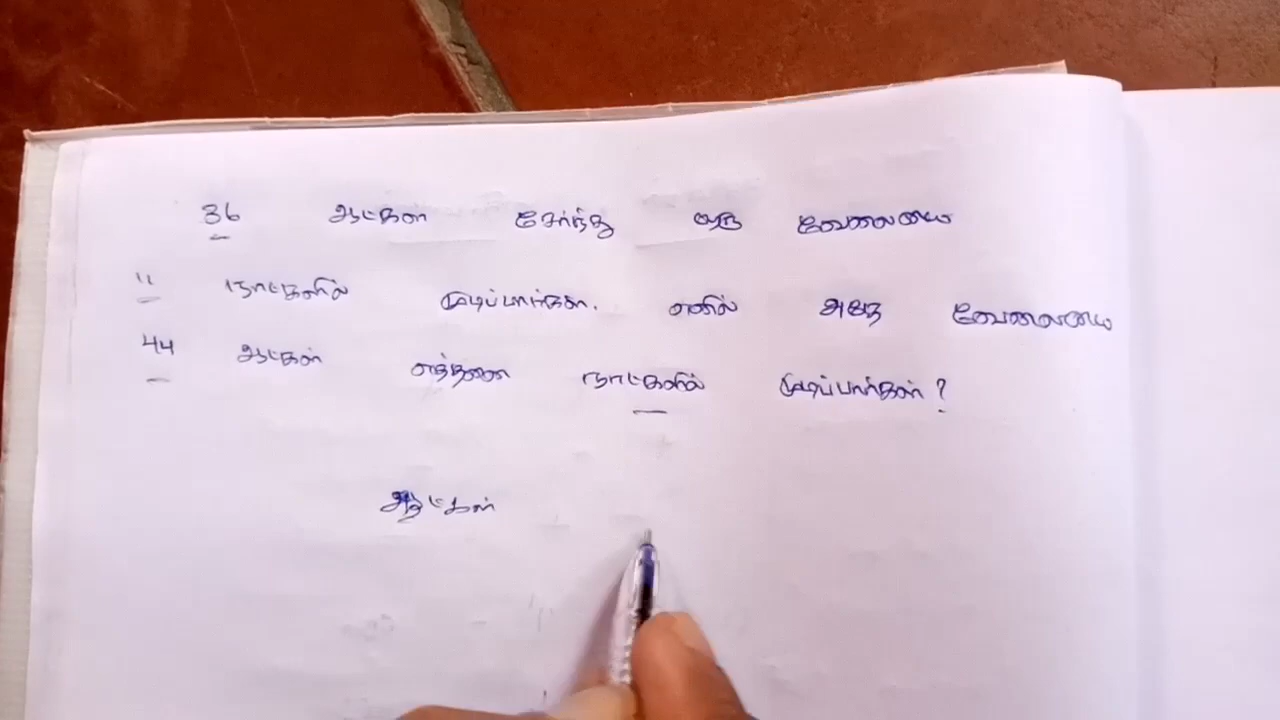 36 ஆட்கள் சேர்ந்து ஒரு வேலையை
11 நாட்களில் முடிப்பார்கள். எனில் அதே வேலையை
44 ஆட்கள் எத்தனை நாட்களில் முடிப்பார்கள்?
ஆட்கள்